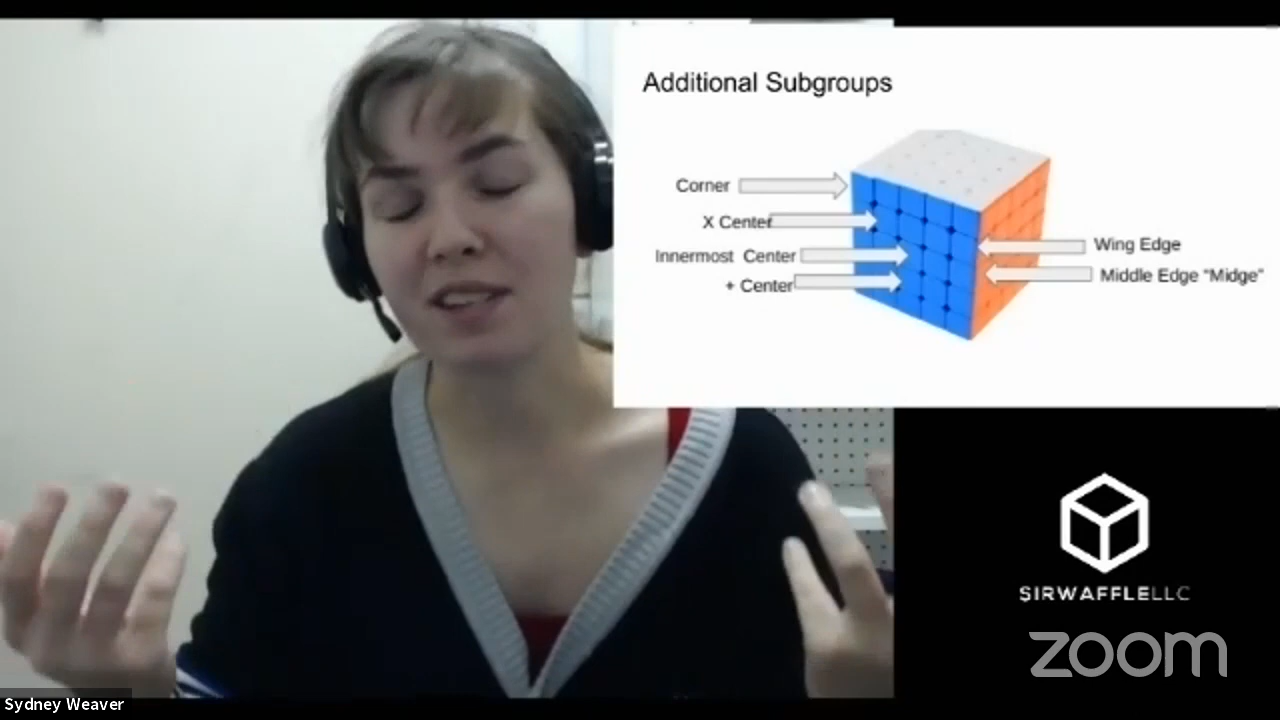 Additional Subgroups
Corner
X Center
Innermost Center
+ Center
Wing Edge
Middle Edge “Midge”
SIRWAFFLELLC
zoom
Sydney Weaver